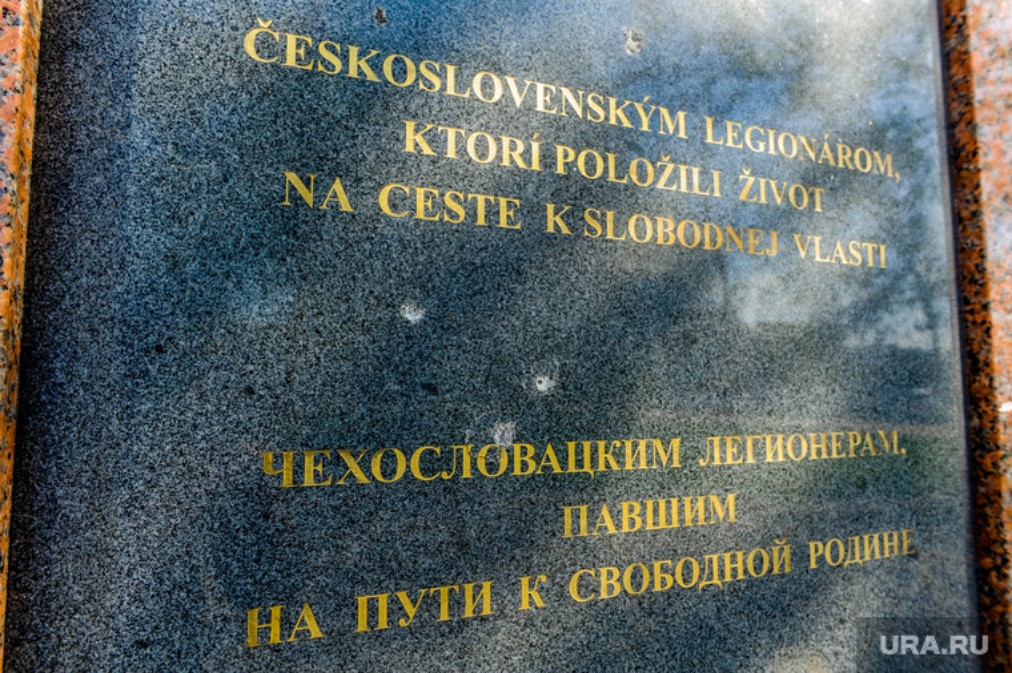 ČESKOSLOVENSKÝM LEGIONÁROM,
KTORÍ POLOŽILI ŽIVOT
NA CESTE K SLOBODNEJ VLASTI
ЧЕХОСЛОВАЦКИМ ЛЕГИОНЕРАМ,
ПАВШИМ
НА ПУТИ К СВОБОДНОЙ РОДИНЕ
URA.RU